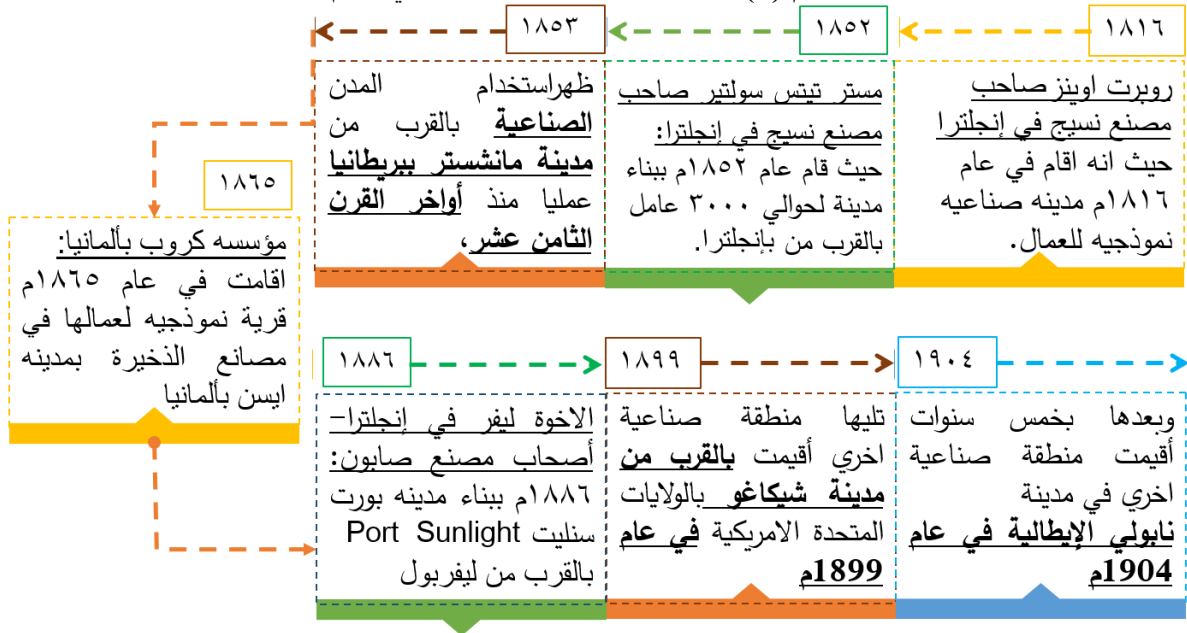 ١٨١٦
روبرت اوينز صاحب
مصنع نسيج في إنجلترا
حيث انه اقام في عام
١٨١٦م مدينه صناعيه
نموذجيه للعمال.
١٨٥٢
مستر تيتس سولتير صاحب
مصنع نسيج في إنجلترا:
حيث قام عام ١٨٥٢م ببناء
مدينة لحوالي ٣٠٠٠ عامل
بالقرب من بإنجلترا.
١٨٥٣
ظهراستخدام المدن
الصناعية بالقرب من
مدينة مانشستر ببريطانيا
عمليا منذ أواخر القرن
الثامن عشر،
١٨٦٥
مؤسسه كروب بألمانيا:
اقامت في عام ١٨٦٥م
قرية نموذجيه لعمالها في
مصانع الذخيرة بمدينه
ايسن بألمانيا
١٨٨٦
الاخوة ليفر في إنجلترا–
أصحاب مصنع صابون:
١٨٨٦م ببناء مدينه بورت
سنليت Port Sunlight
بالقرب من ليفربول
١٨٩٩
تليها منطقة صناعية
اخري أقيمت بالقرب من
مدينة شيكاغو بالولايات
المتحدة الامريكية في عام
1899م
١٩٠٤
وبعدها بخمس سنوات
أقيمت منطقة صناعية
اخري في مدينة
نابولي الإيطالية في عام
1904م